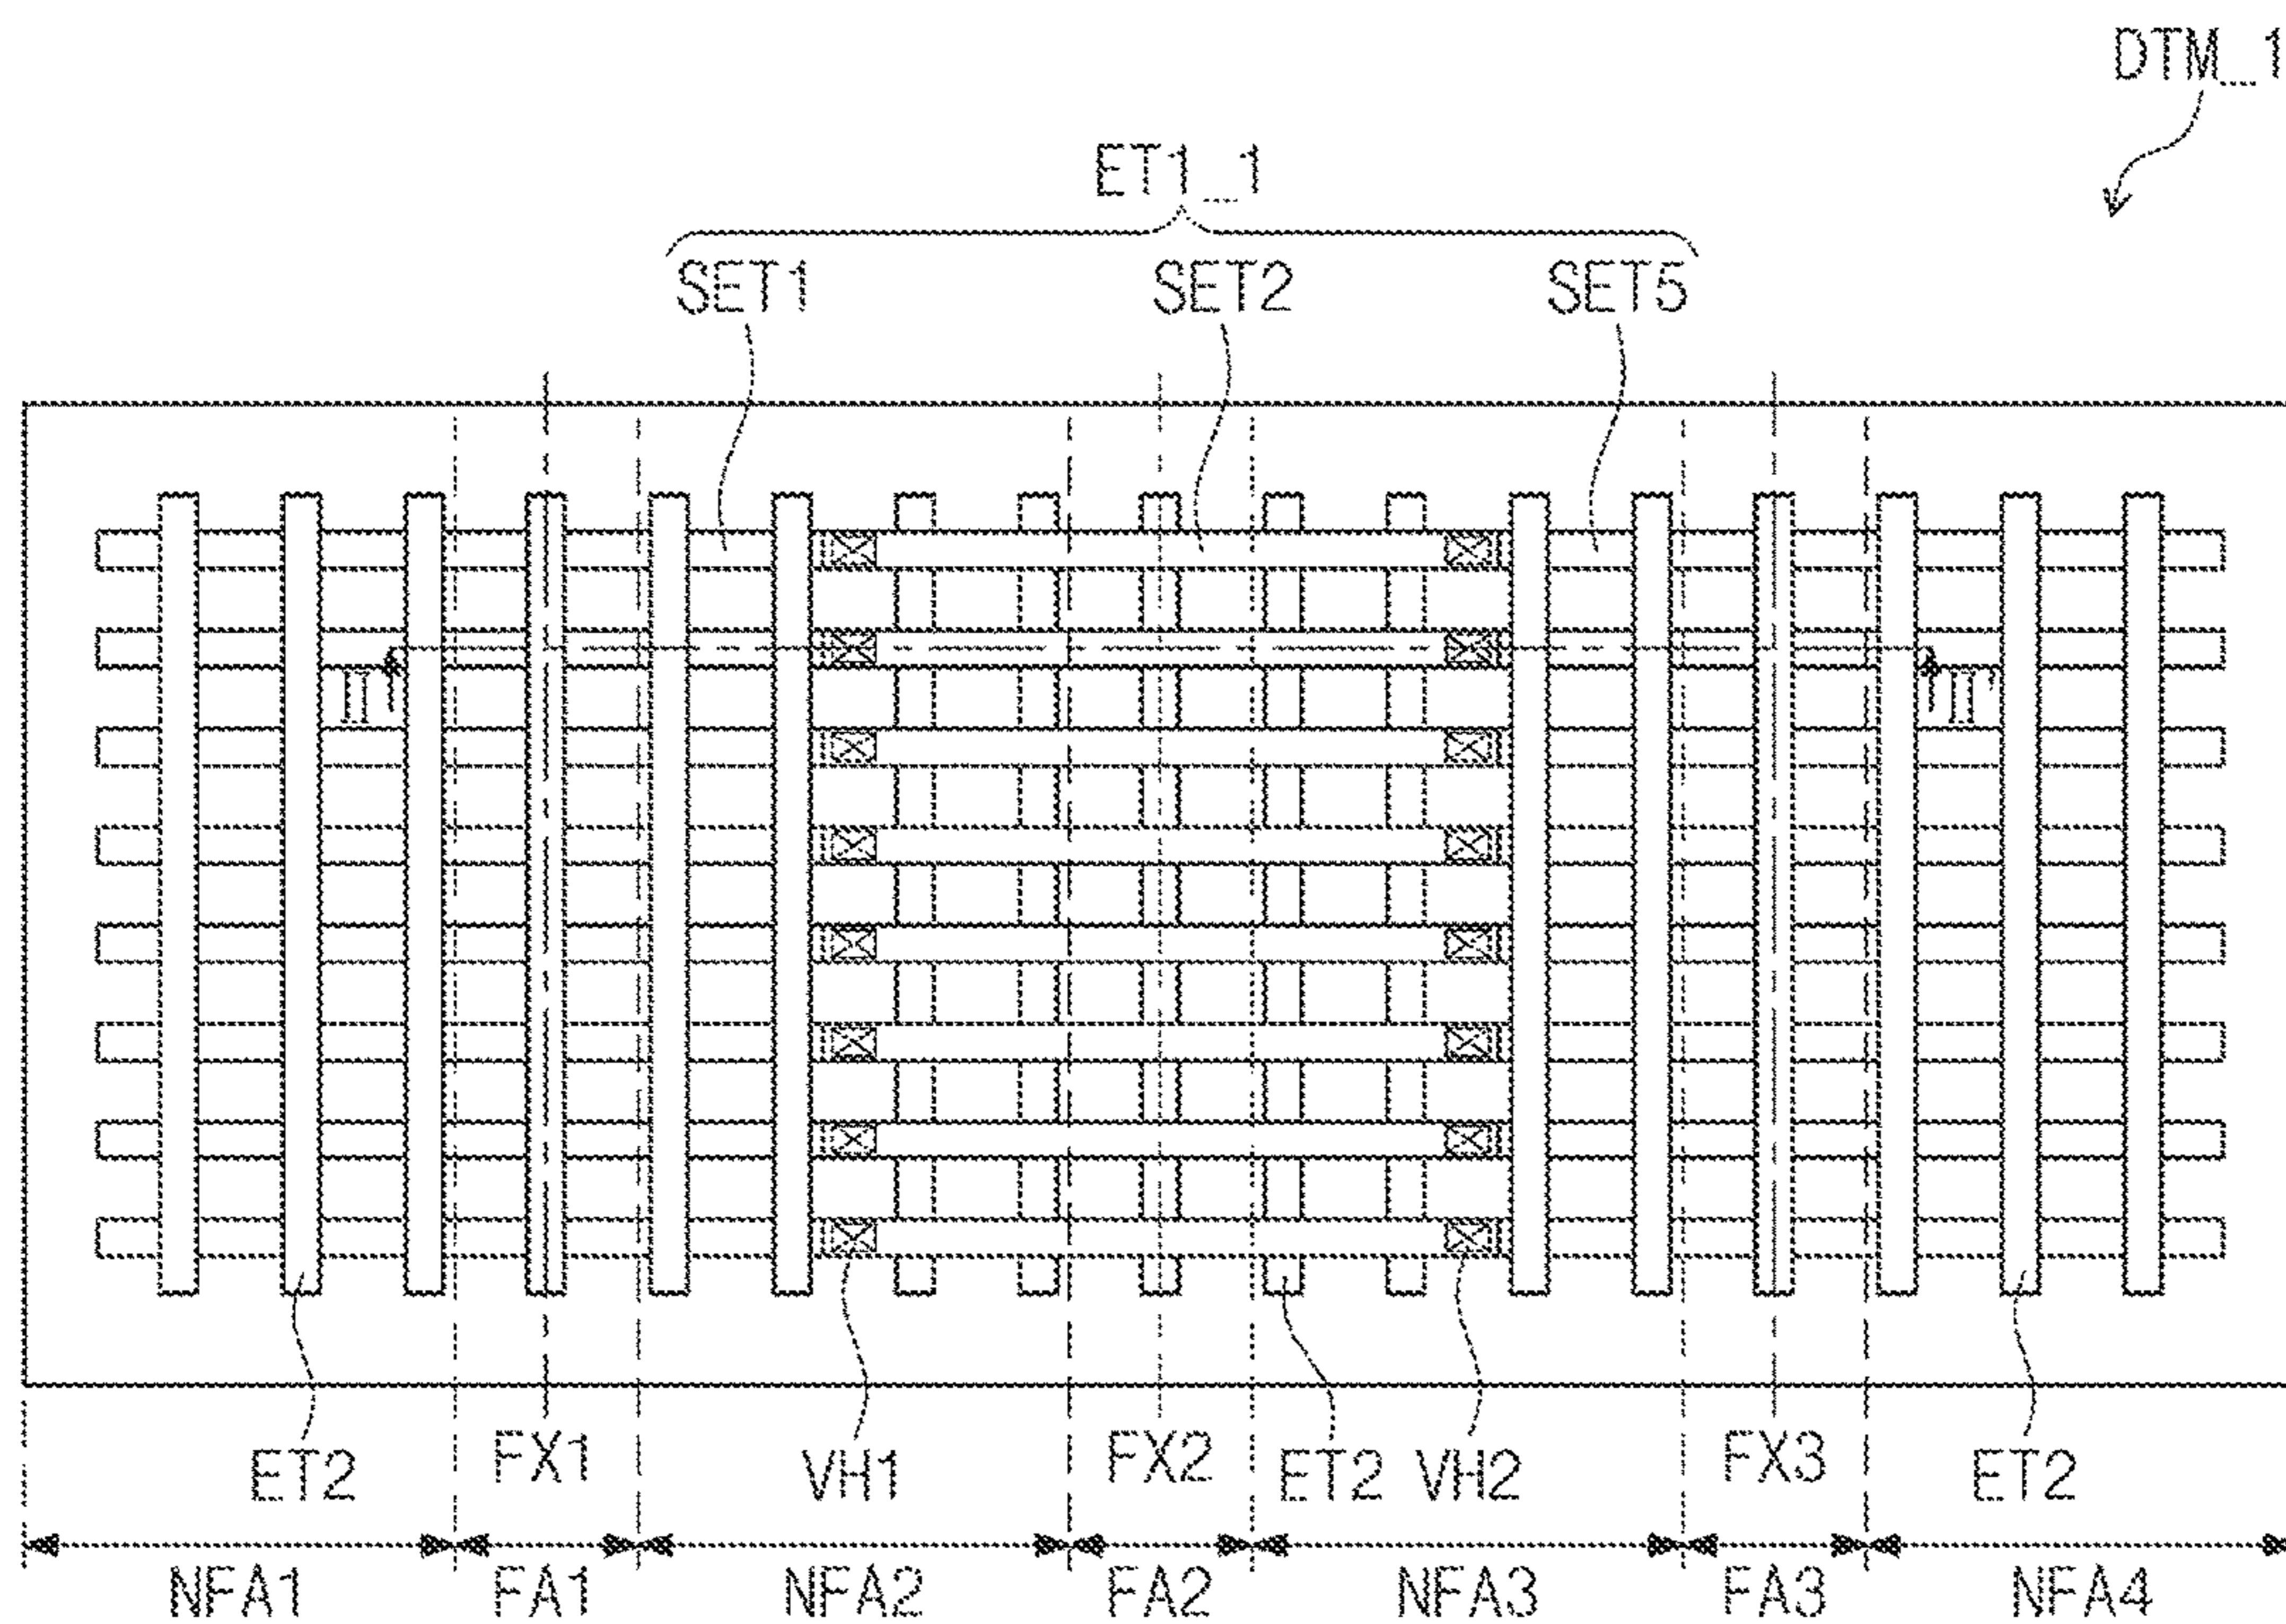 DTM_1
ET1_1
SET1 SET2 SET5
II II'
FX1 FX2 FX3
ET2 VH1 ET2 VH2 ET2
NFA1 FA1 NFA2 FA2 NFA3 FA3 NFA4